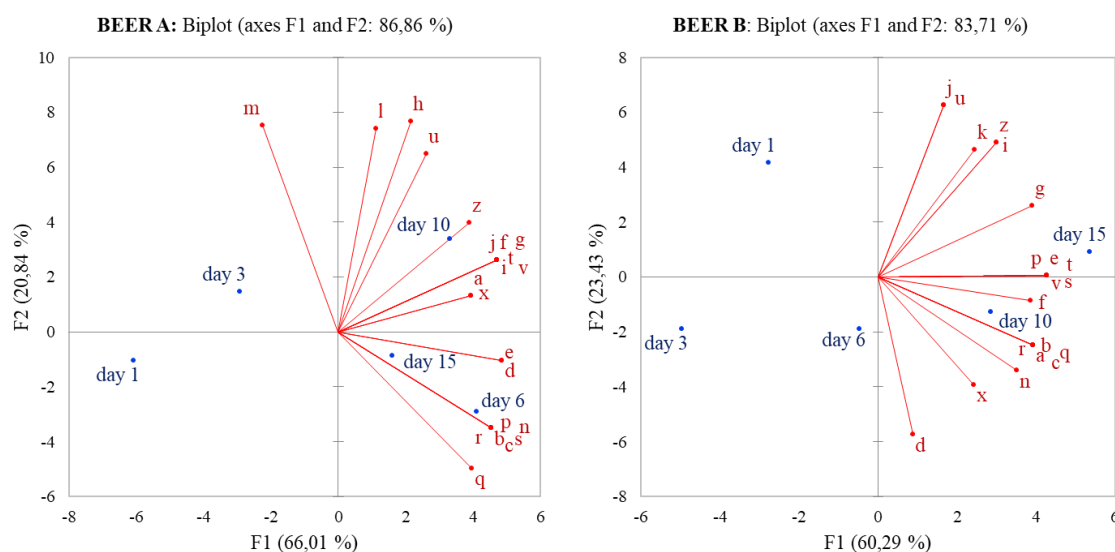 BEER A: Biplot (axes F1 and F2: 86,86 %)
10
8
6
4
2
0
-2
-4
-6
-8
-6
-4
-2
0
2
4
6
F2 (20,84 %)
F1 (66,01 %)
m
l
h
u
z
day 10
j f g
i t v
a
x
day 3
day 1
e
d
day 15
day 6
p n
r b c s
q
BEER B: Biplot (axes F1 and F2: 83,71 %)
8
6
4
2
0
-2
-4
-6
-8
-6
-4
-2
0
2
4
6
F2 (23,43 %)
F1 (60,29 %)
j u
k
z
i
day 1
g
day 15
p e t
v s
f
day 10
day 3
day 6
r b q
a c
n
x
d